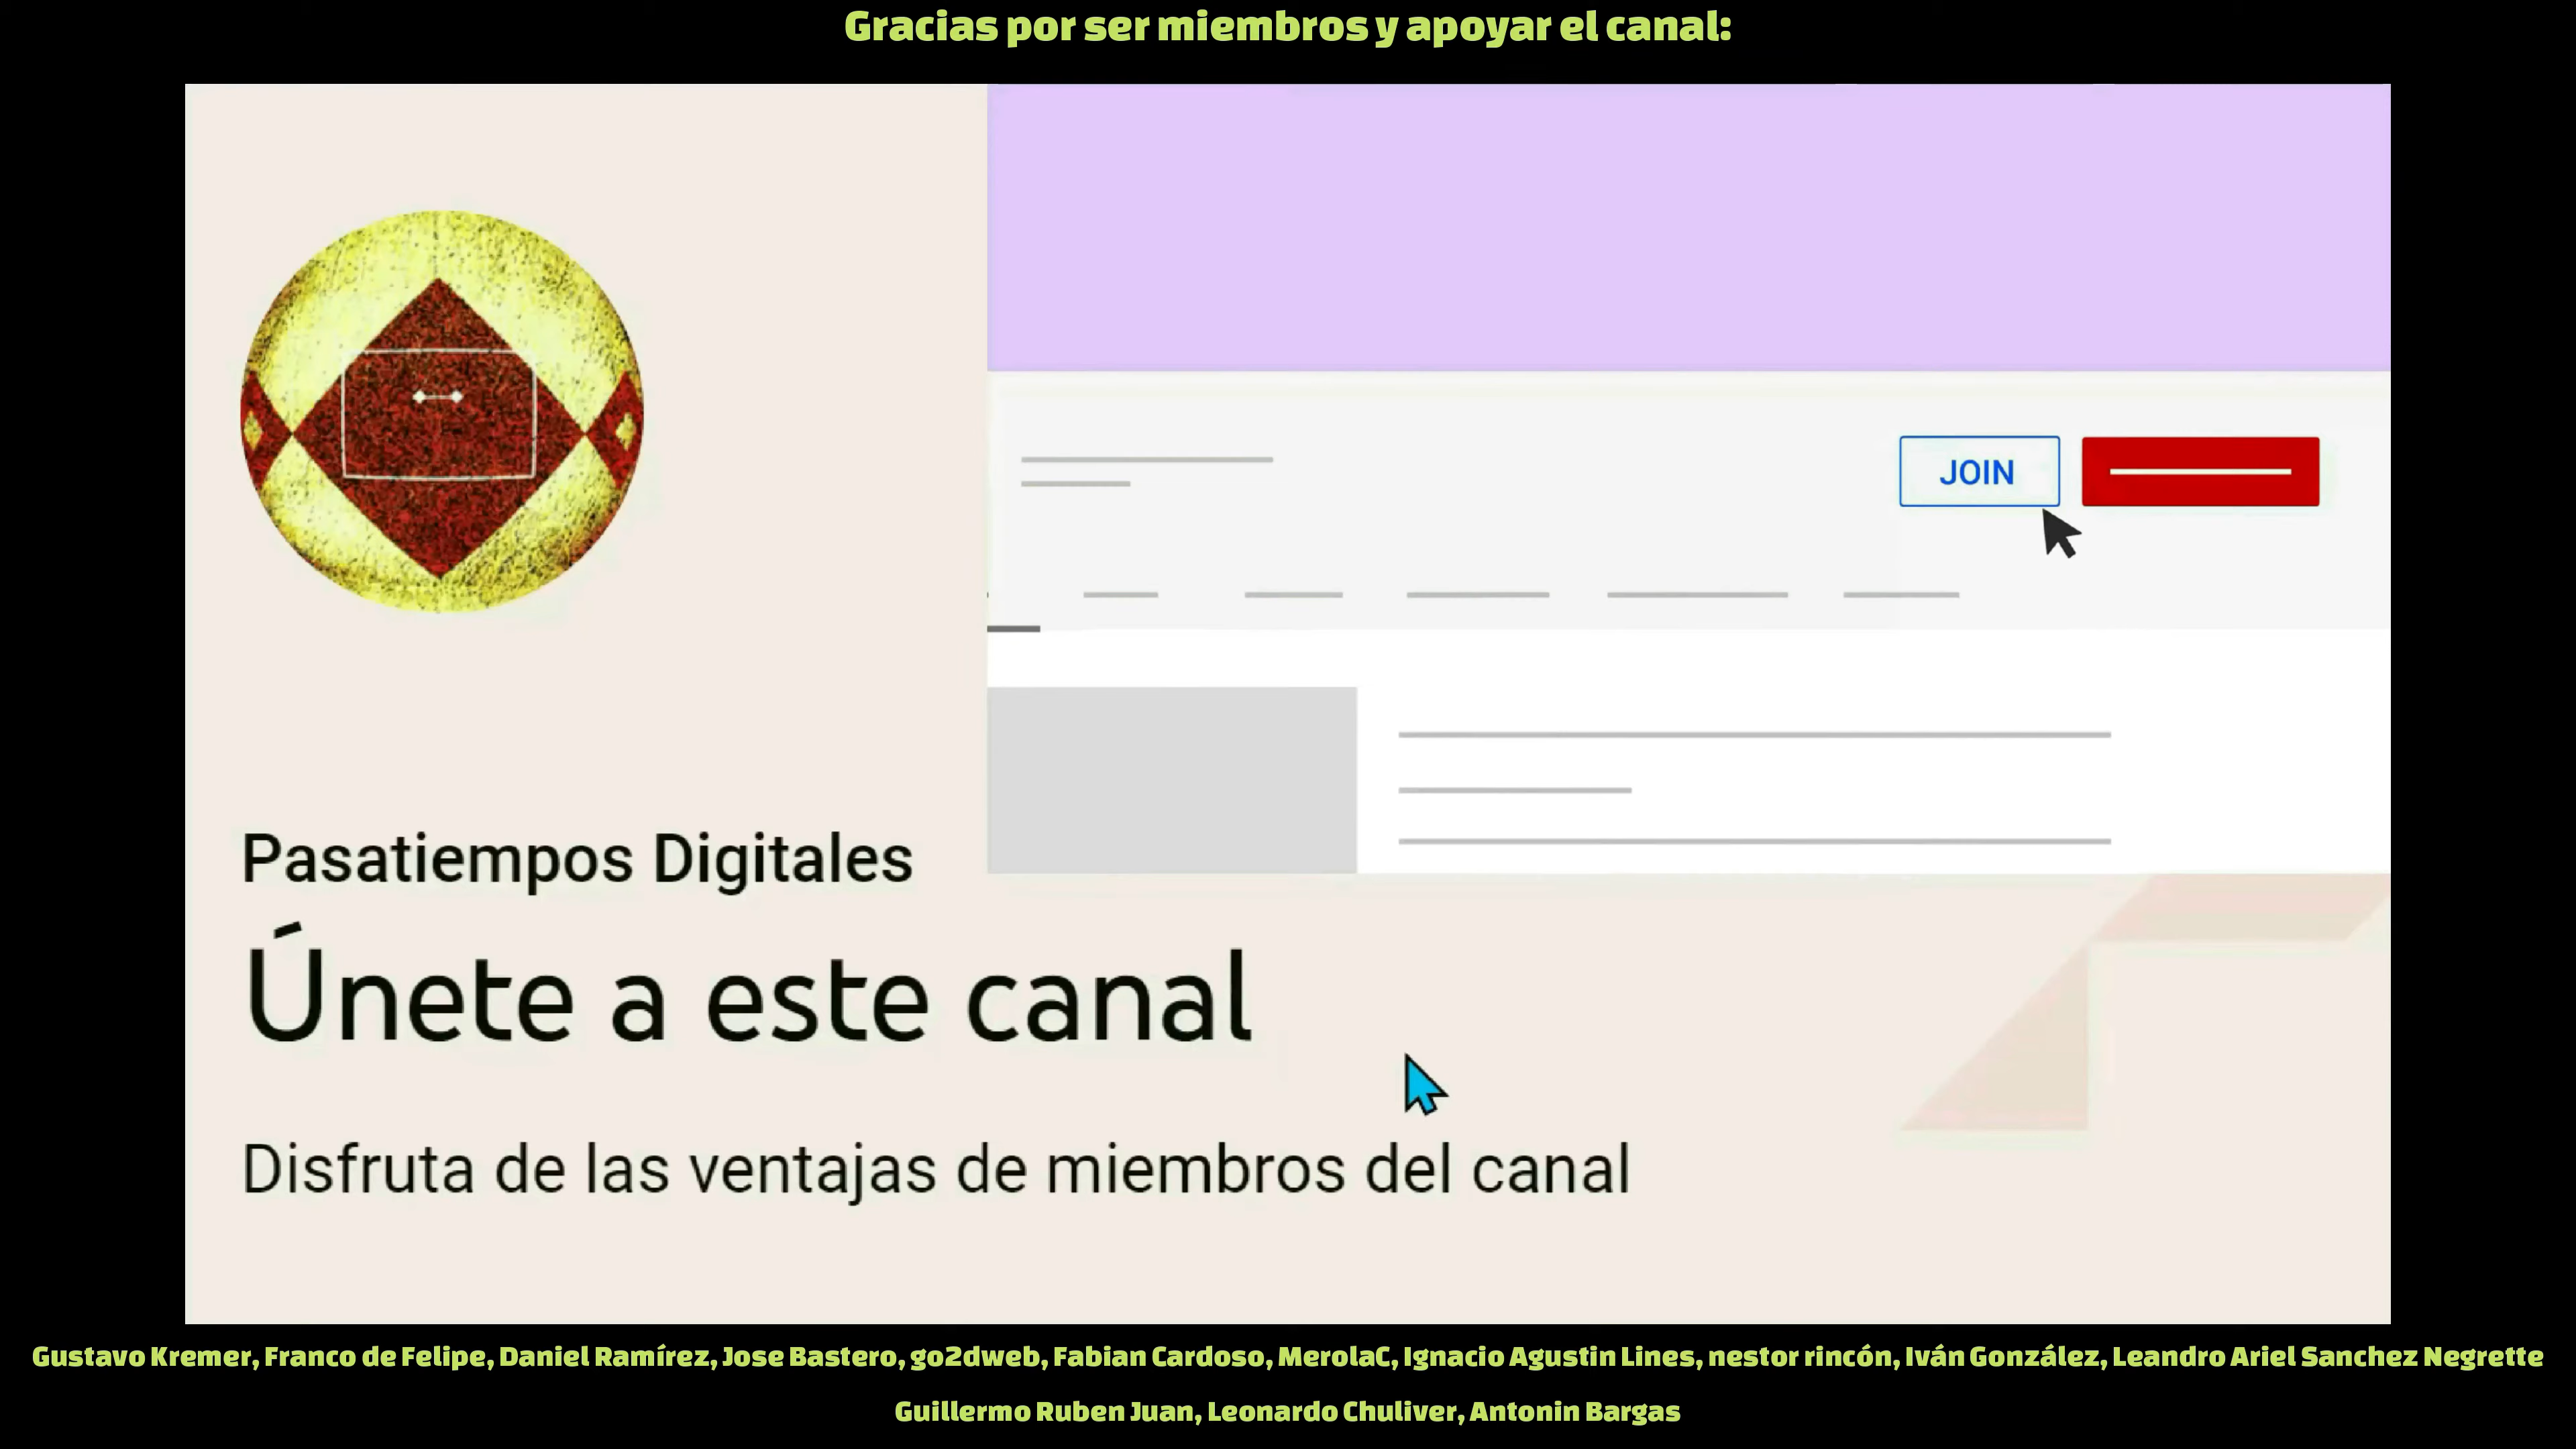 Gracias por ser miembros y apoyar el canal:
JOIN
Pasatiempos Digitales
Únete a este canal
Disfruta de las ventajas de miembros del canal
Gustavo Kremer, Franco de Felipe, Daniel Ramírez, Jose Bastero, go2dweb, Fabian Cardoso, MerolaC, Ignacio Agustin Lines, nestor rincón, Iván González, Leandro Ariel Sanchez Negrette
Guillermo Ruben Juan, Leonardo Chuliver, Antonin Bargas